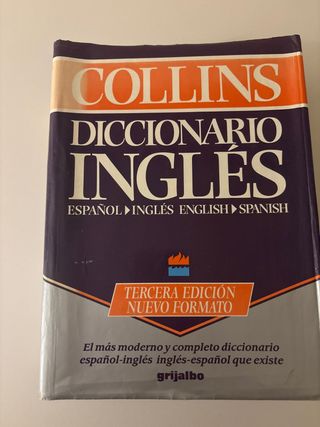 COLLINS
DICCIONARIO
INGLÉS
ESPAÑOL▶INGLÉS ENGLISH▶SPANISH
TERCERA EDICIÓN
NUEVO FORMATO
El más moderno y completo diccionario
español-inglés inglés-español que existe
grijalbo